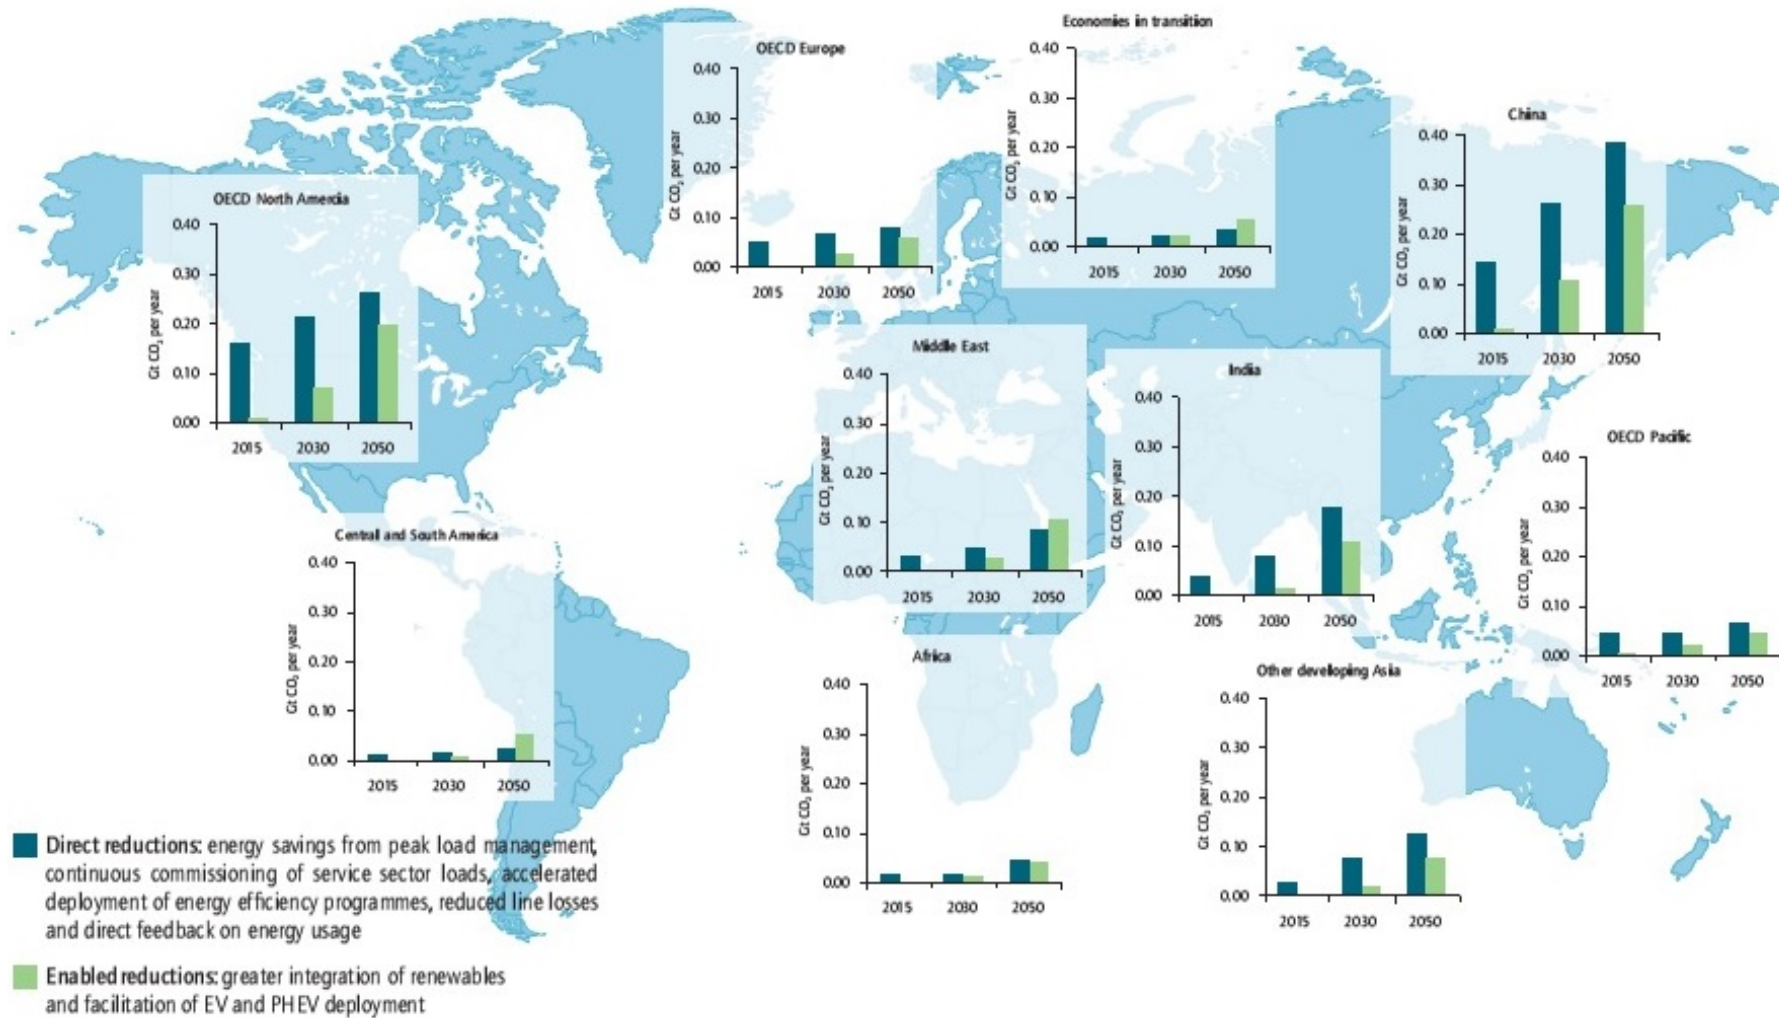 Economies in transition
0.40
0.30
0.20
0.10
0.00
Gt CO₂ per year
2015 2030 2050
OECD Europe
0.40
0.30
0.20
0.10
0.00
Gt CO₂ per year
2015 2030 2050
China
0.40
0.30
0.20
0.10
0.00
Gt CO₂ per year
2015 2030 2050
OECD North Amercia
0.40
0.30
0.20
0.10
0.00
Gt CO₂ per year
2015 2030 2050
Middle East
0.40
0.30
0.20
0.10
0.00
Gt CO₂ per year
2015 2030 2050
India
0.40
0.30
0.20
0.10
0.00
Gt CO₂ per year
2015 2030 2050
OECD Pacific
0.40
0.30
0.20
0.10
0.00
Gt CO₂ per year
2015 2030 2050
Central and South America
0.40
0.30
0.20
0.10
0.00
Gt CO₂ per year
2015 2030 2050
Africa
0.40
0.30
0.20
0.10
0.00
Gt CO₂ per year
2015 2030 2050
Other developing Asia
0.40
0.30
0.20
0.10
0.00
Gt CO₂ per year
2015 2030 2050
Direct reductions: energy savings from peak load management,
continuous commissioning of service sector loads, accelerated
deployment of energy efficiency programmes, reduced line losses
and direct feedback on energy usage
Enabled reductions: greater integration of renewables
and facilitation of EV and PHEV deployment